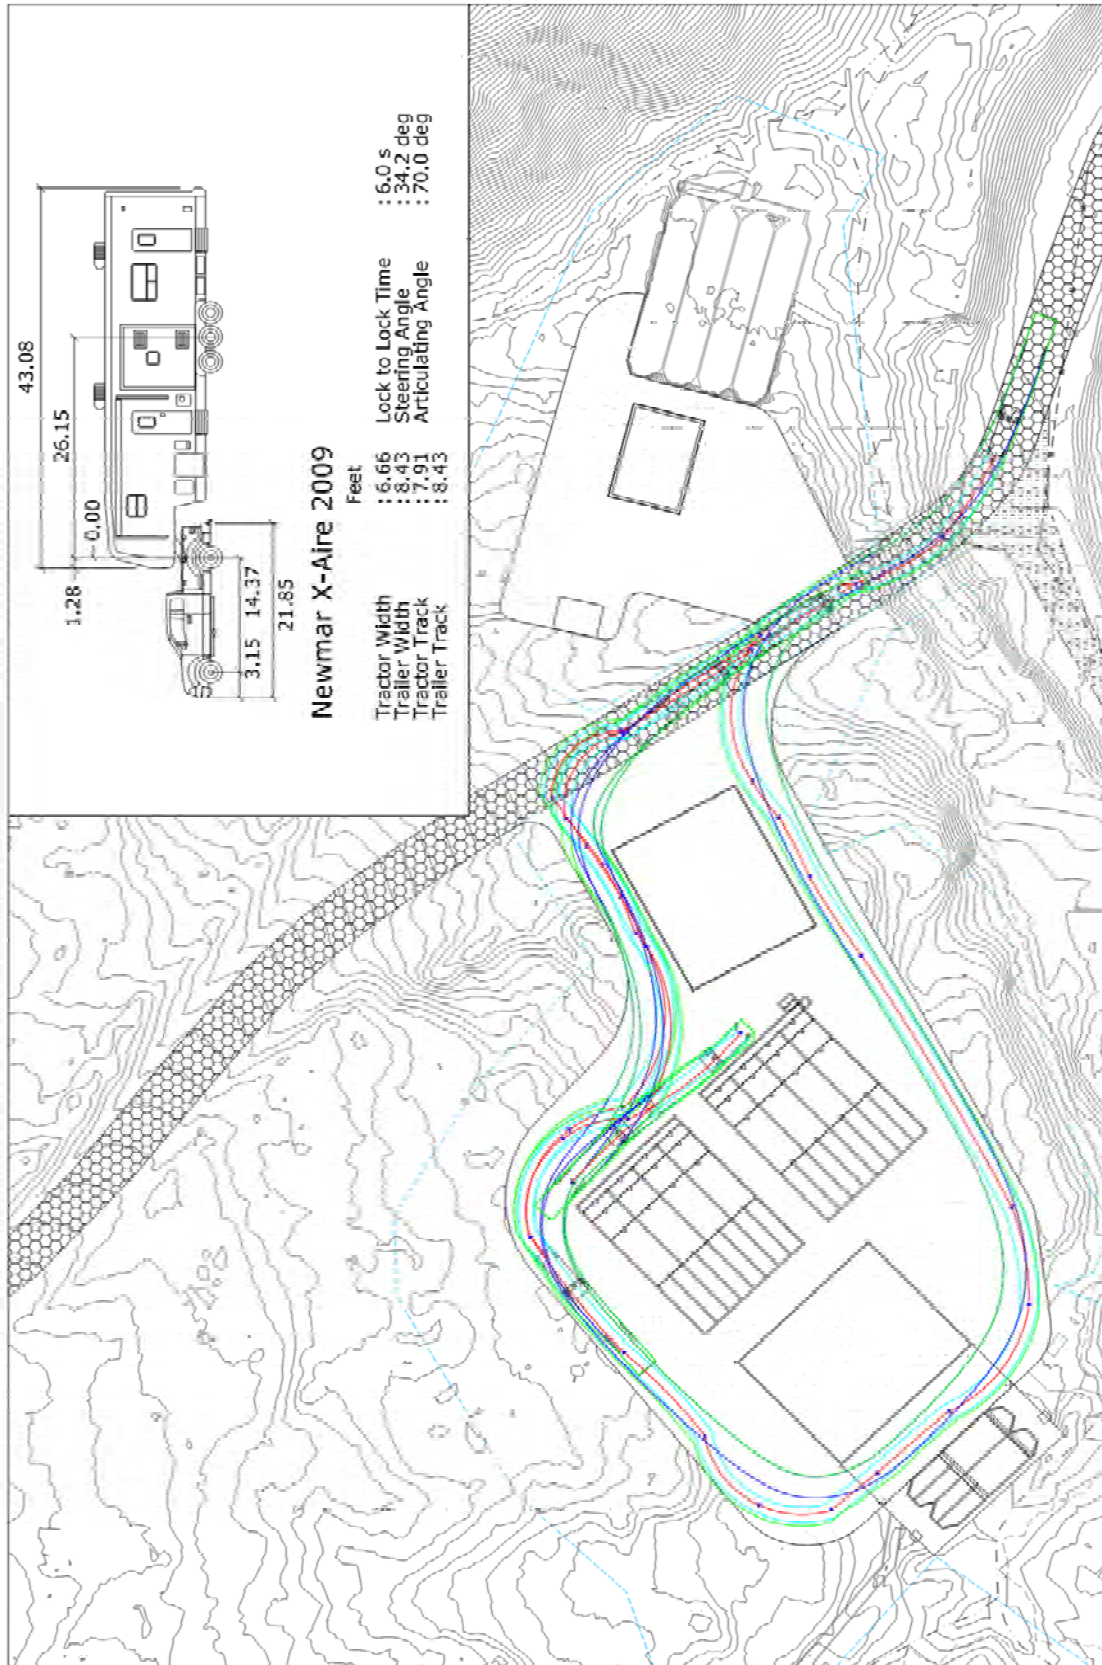 43.08
26.15
1.28
0.00
3.15
14.37
21.85
Newmar X-Aire 2009
Feet
Tractor Width : 6.66
Trailer Width : 8.43
Tractor Track : 7.91
Trailer Track : 8.43
Lock to Lock Time : 6.0 s
Steering Angle : 34.2 deg
Articulating Angle : 70.0 deg